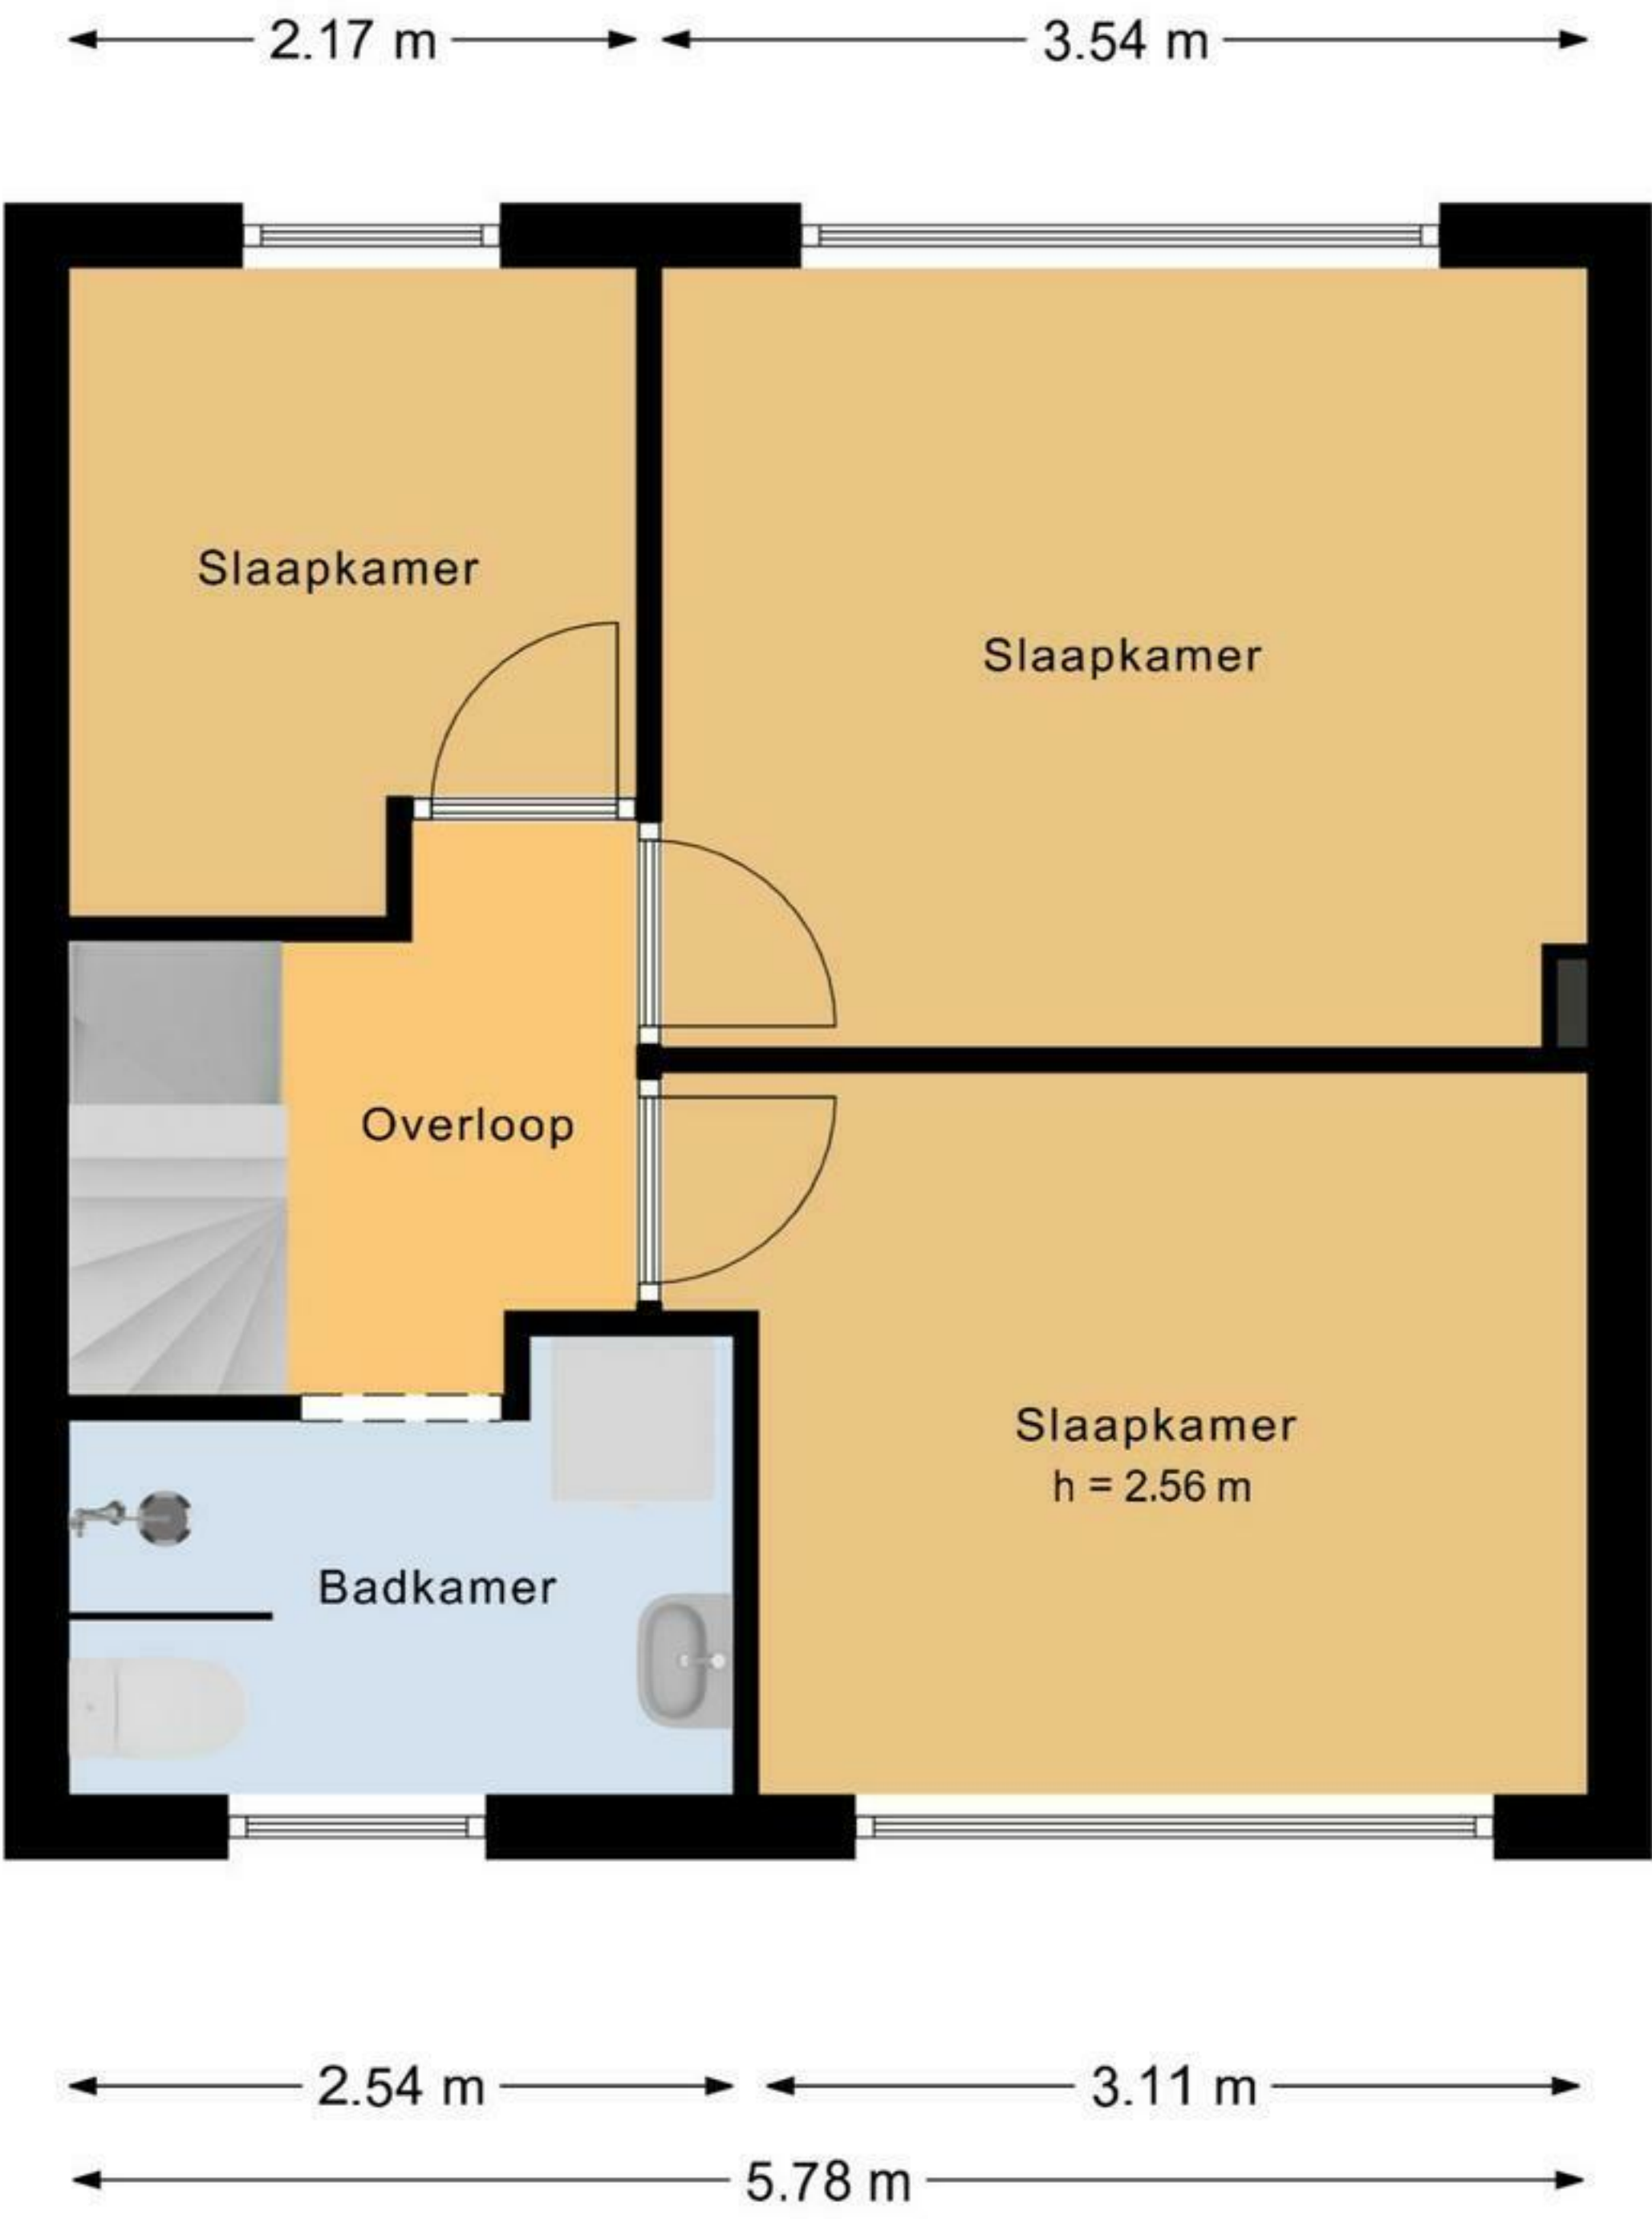 2.17 m
3.54 m
Slaapkamer
Slaapkamer
Overloop
Slaapkamer
h = 2.56 m
Badkamer
2.54 m
3.11 m
5.78 m